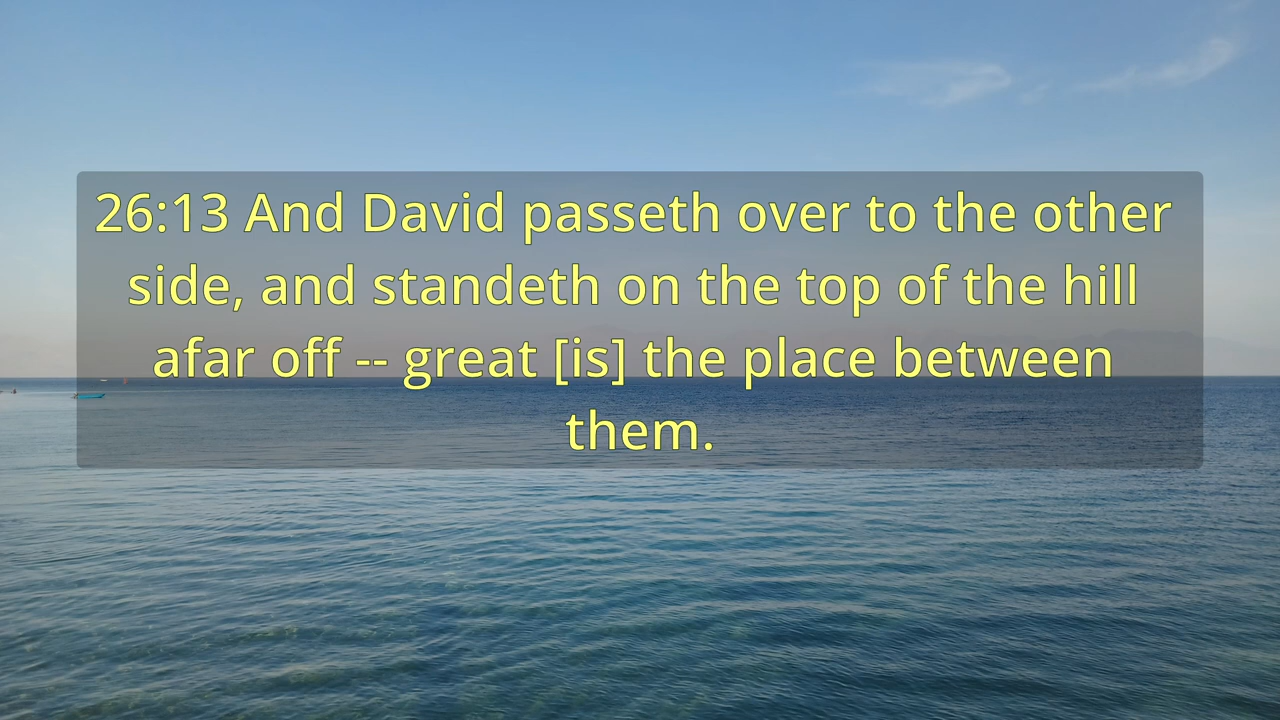 26:13 And David passeth over to the other
side, and standeth on the top of the hill
afar off -- great [is] the place between
them.